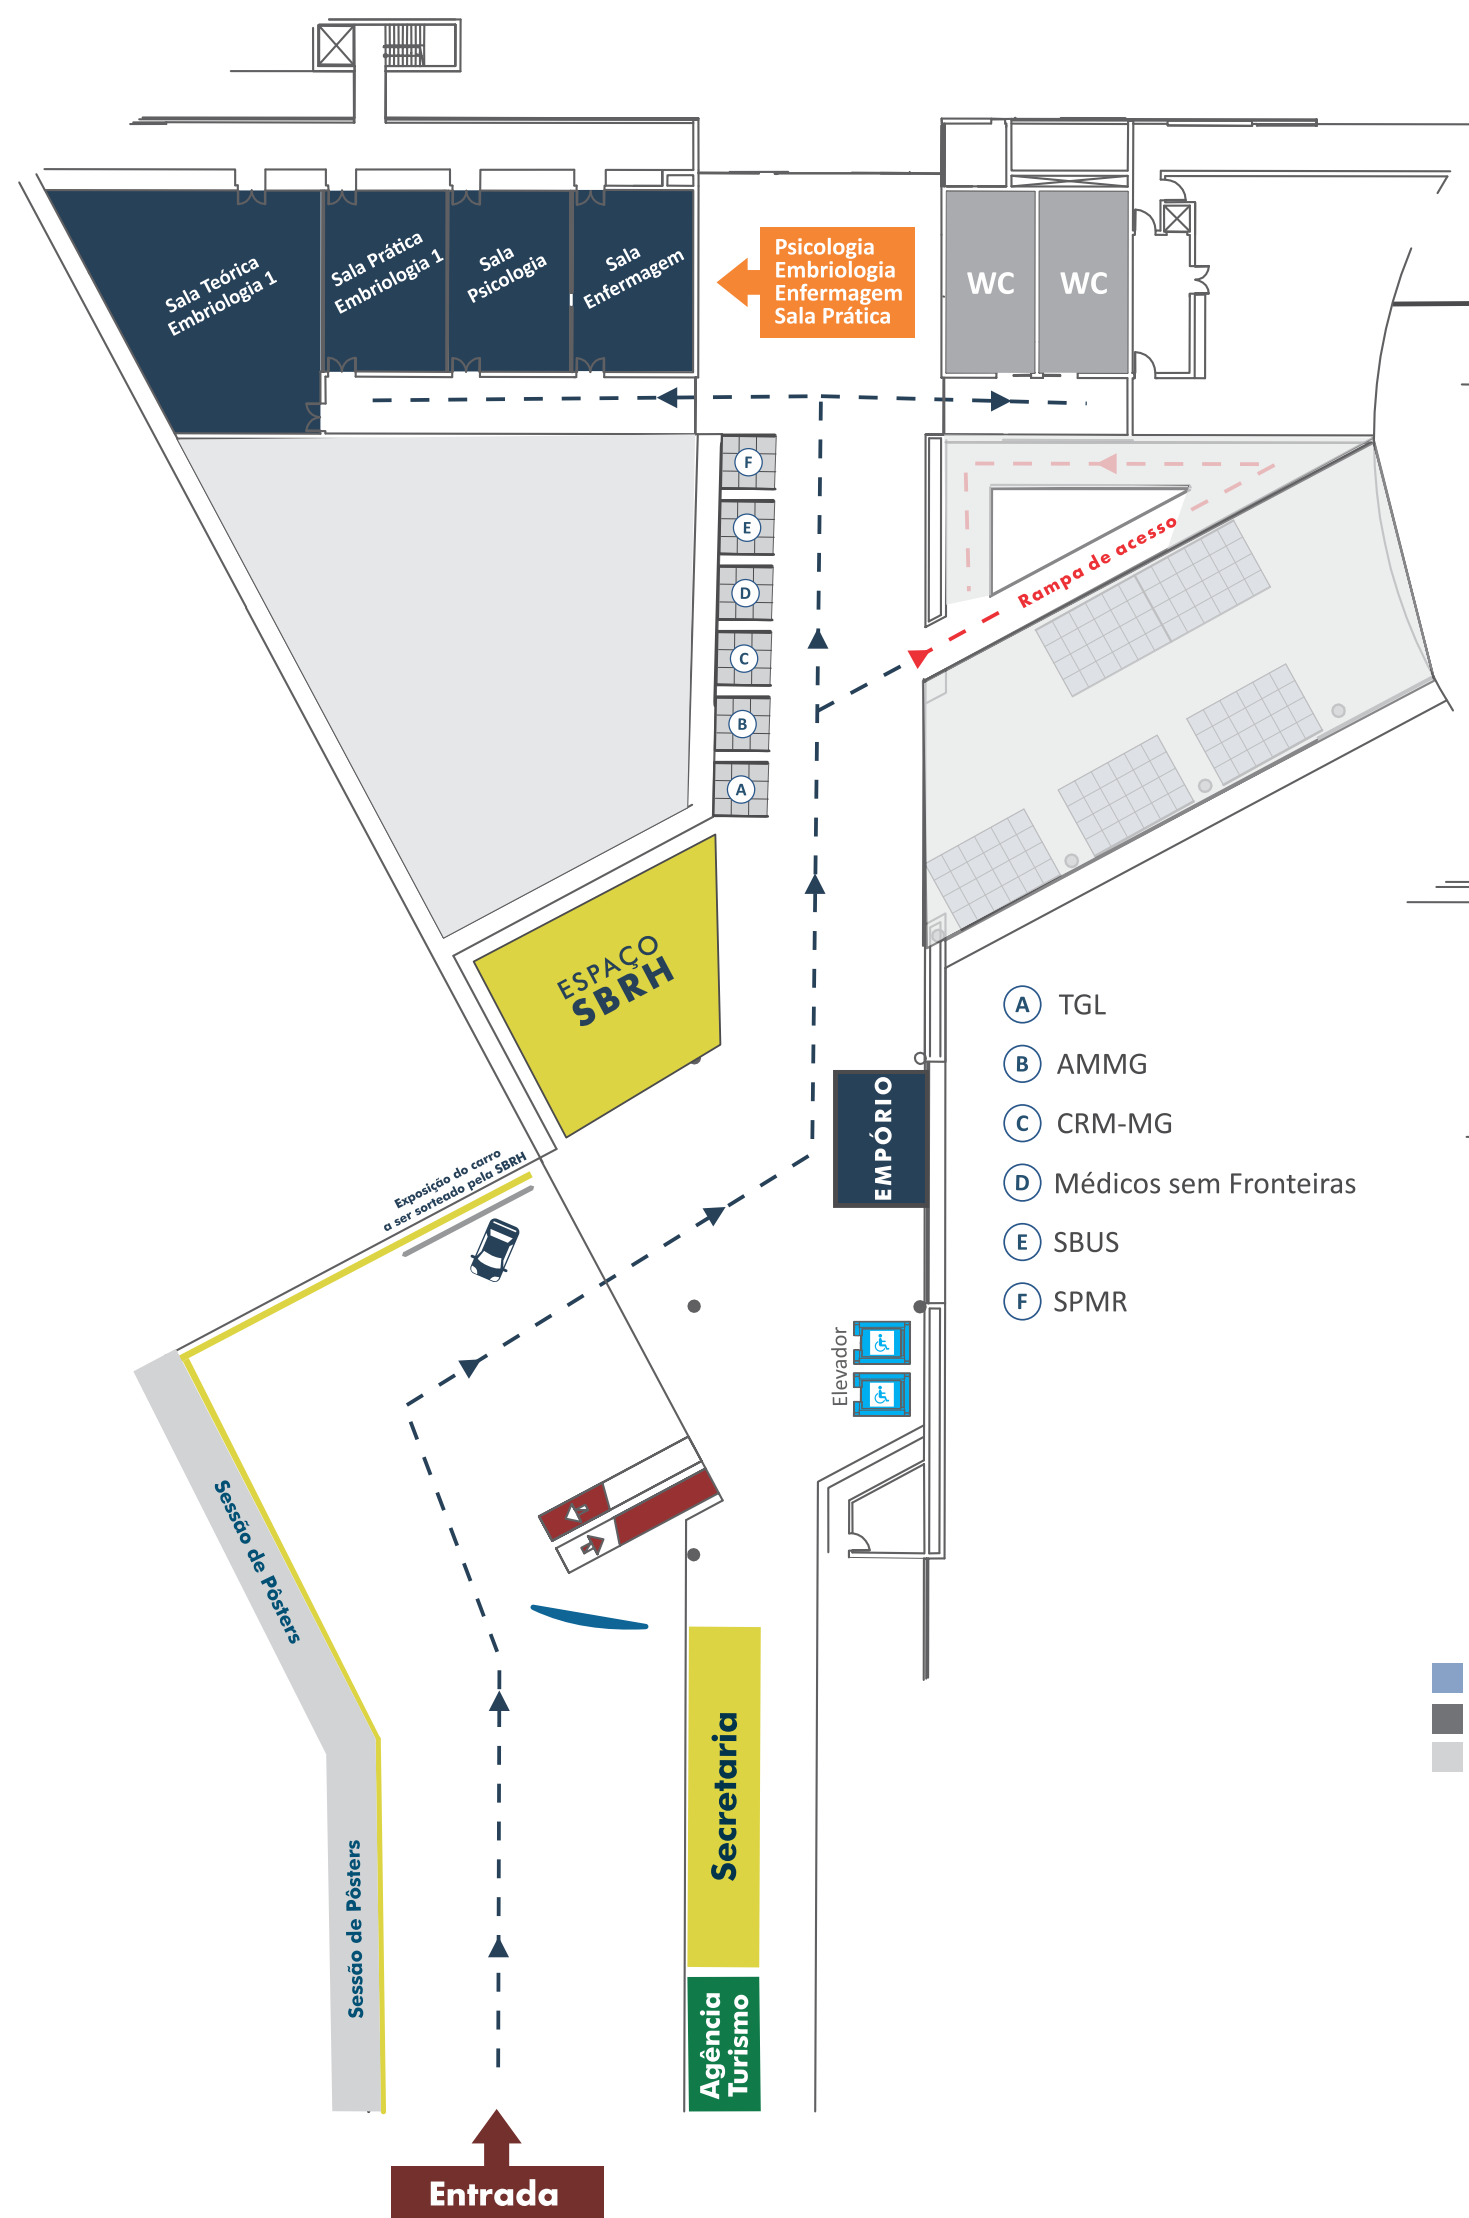 Sala Teórica
Embriologia 1
Sala Prática
Embriologia 1
Sala
Psicologia
Sala
Enfermagem
Psicologia
Embriologia
Enfermagem
Sala Prática
WC
WC
F
E
D
C
B
A
Rampa de acesso
ESPAÇO
SBRH
A TGL
B AMMG
C CRM-MG
D Médicos sem Fronteiras
E SBUS
F SPMR
EMPÓRIO
Exposição do carro
a ser sorteado pela SBRH
Elevador
Sessão de Pôsters
Sessão de Pôsters
Secretaria
Agência
Turismo
Entrada